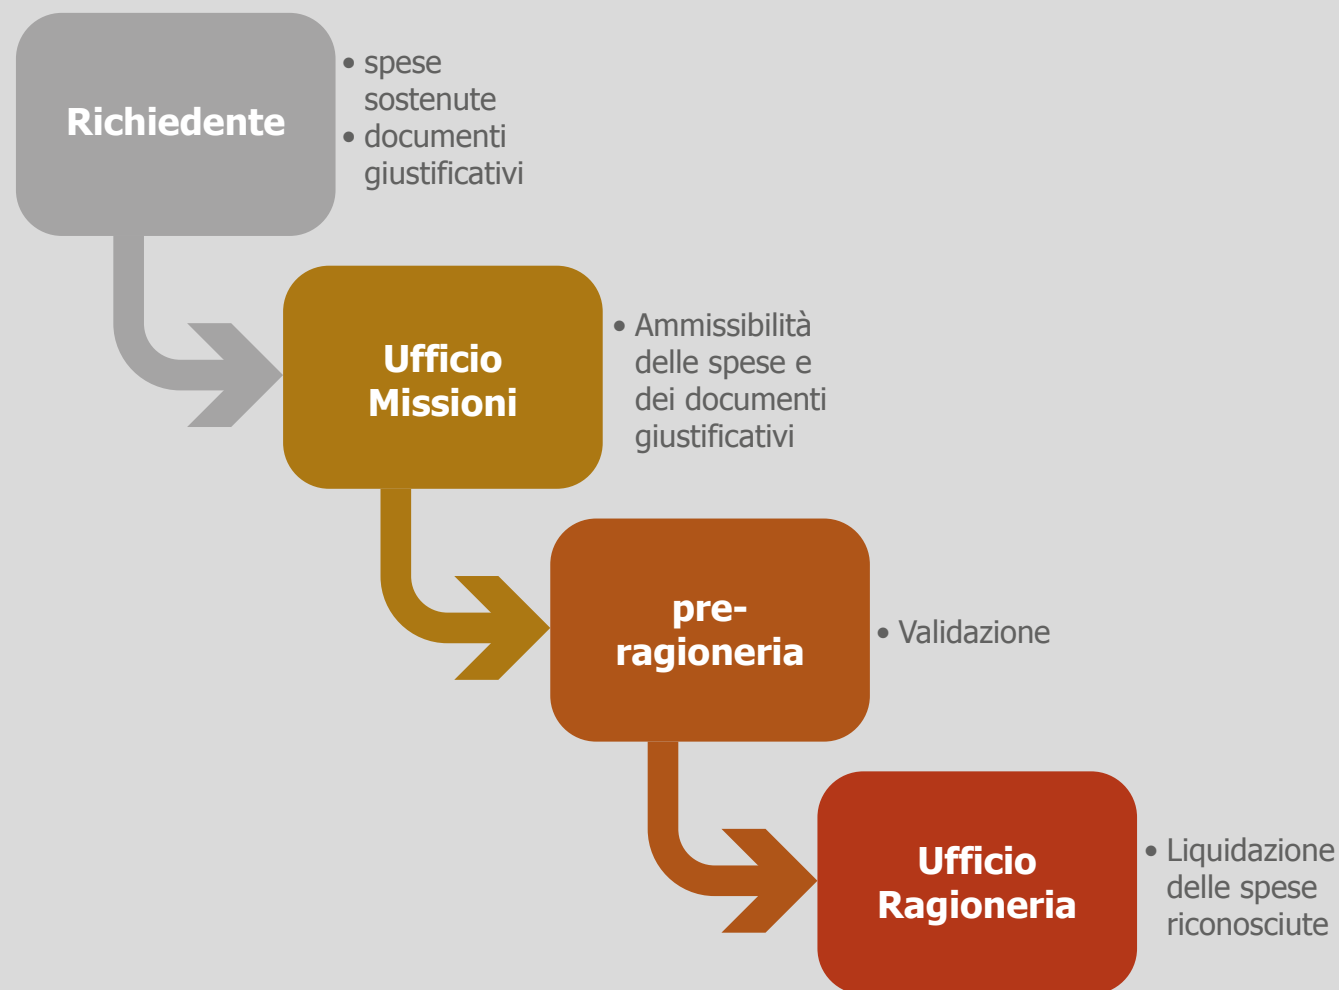 Richiedente
• spese
sostenute
• documenti
giustificativi
Ufficio
Missioni
• Ammissibilità
delle spese e
dei documenti
giustificativi
pre-
ragioneria
• Validazione
Ufficio
Ragioneria
• Liquidazione
delle spese
riconosciute